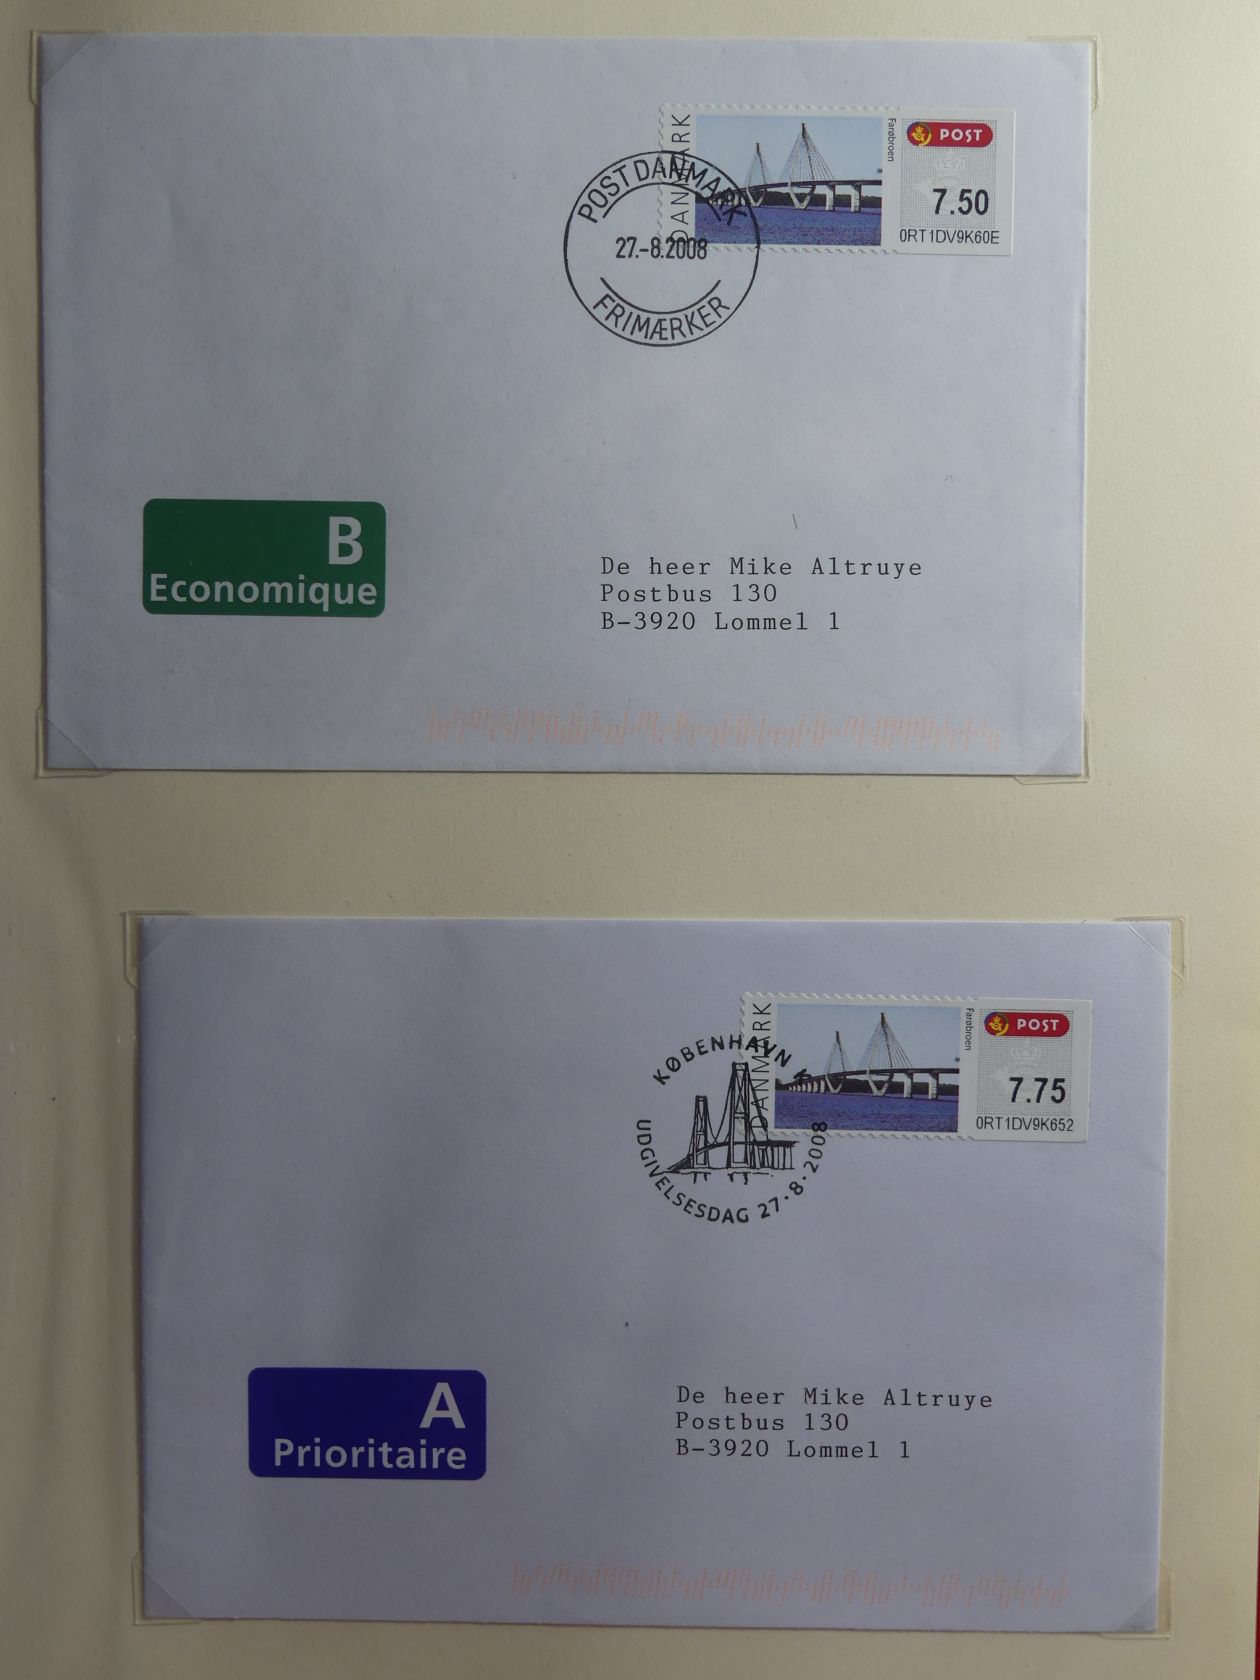 DANMARK
Farøbroen
POST
7.50
0RT1DV9K60E
POST DANMARK
27.-8.2008
FRIMÆRKER
B
Economique
De heer Mike Altruye
Postbus 130
B-3920 Lommel 1
DANMARK
Farøbroen
POST
7.75
0RT1DV9K652
KØBENHAVN K
UDGIVELSESDAG 27.8.2008
A
Prioritaire
De heer Mike Altruye
Postbus 130
B-3920 Lommel 1